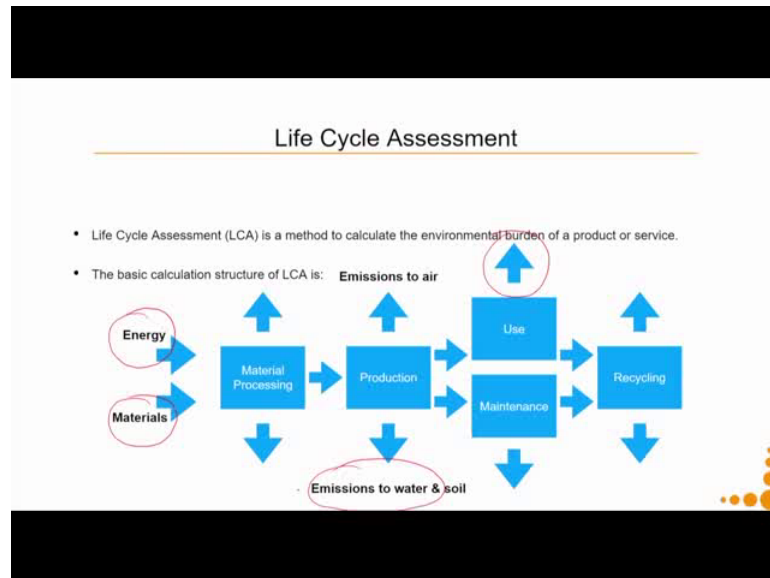 Life Cycle Assessment
• Life Cycle Assessment (LCA) is a method to calculate the environmental burden of a product or service.
• The basic calculation structure of LCA is:
Emissions to air
Energy
Materials
Material
Processing
Production
Use
Maintenance
Recycling
Emissions to water & soil